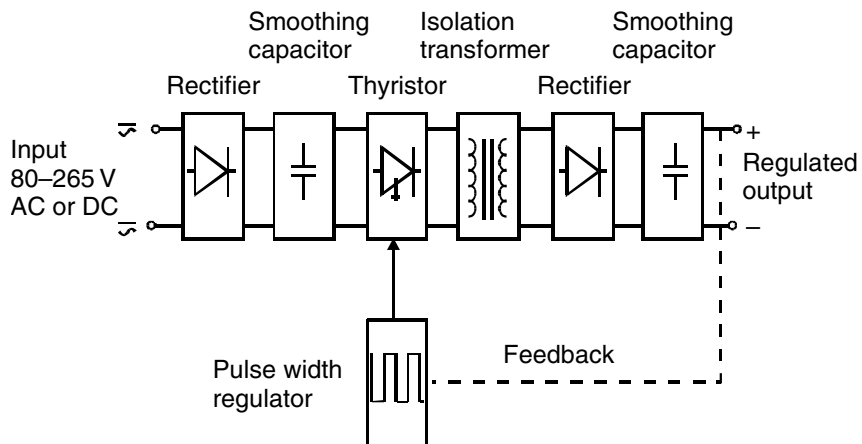 Smoothing
capacitor
Isolation
transformer
Smoothing
capacitor
Rectifier
Thyristor
Rectifier
Input
80–265 V
AC or DC
+
Regulated
output
–
Pulse width
regulator
Feedback